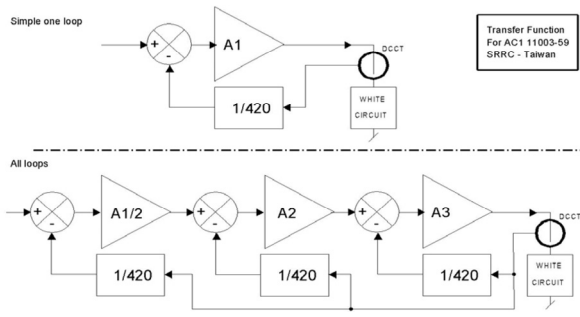 Simple one loop
Transfer Function
For AC1 11003-59
SRRC - Taiwan
+
-
A1
DCCT
1/420
WHITE
CIRCUIT
All loops
+
-
A1/2
+
-
A2
+
-
A3
DCCT
1/420
1/420
1/420
WHITE
CIRCUIT